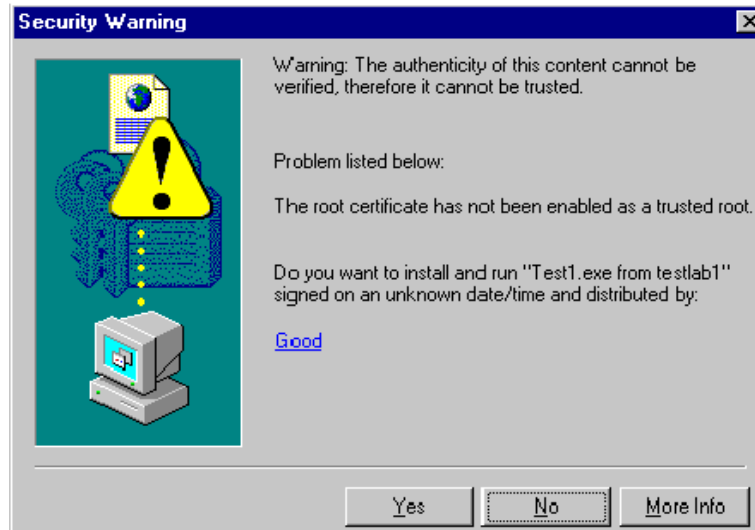 Security Warning
Warning: The authenticity of this content cannot be
verified, therefore it cannot be trusted.
Problem listed below:
The root certificate has not been enabled as a trusted root.
Do you want to install and run "Test1.exe from testlab1"
signed on an unknown date/time and distributed by:
Good
Yes No More Info